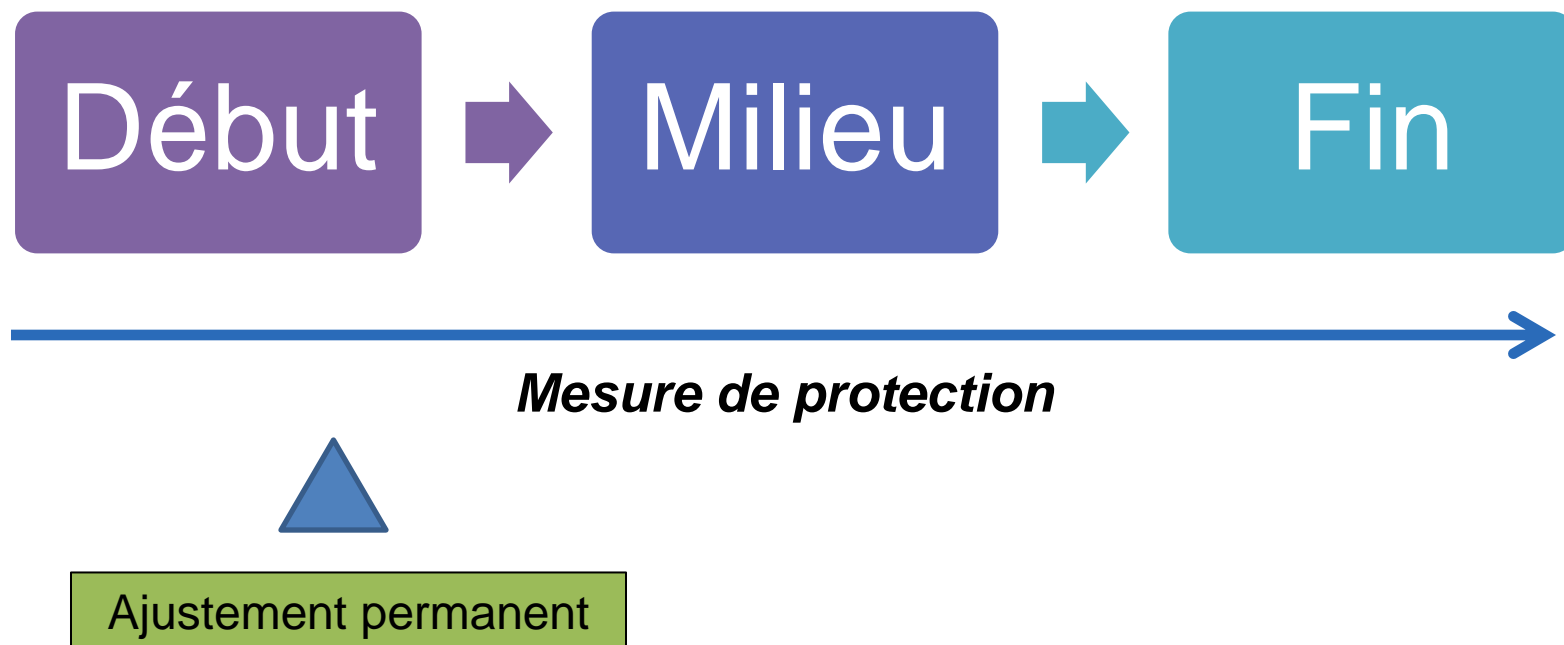 Début
Milieu
Fin
Mesure de protection
Ajustement permanent